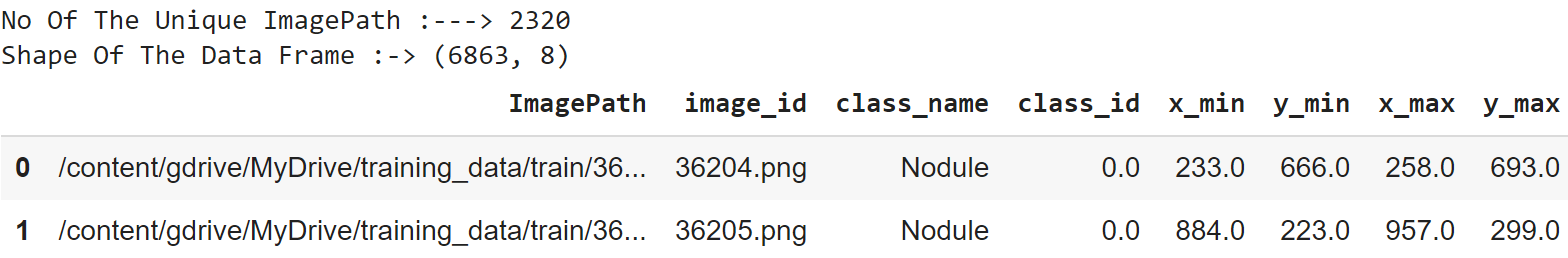 No Of The Unique ImagePath :---> 2320
Shape Of The Data Frame :-> (6863, 8)
ImagePath image_id class_name class_id x_min y_min x_max y_max
0 /content/gdrive/MyDrive/training_data/train/36... 36204.png Nodule 0.0 233.0 666.0 258.0 693.0
1 /content/gdrive/MyDrive/training_data/train/36... 36205.png Nodule 0.0 884.0 223.0 957.0 299.0